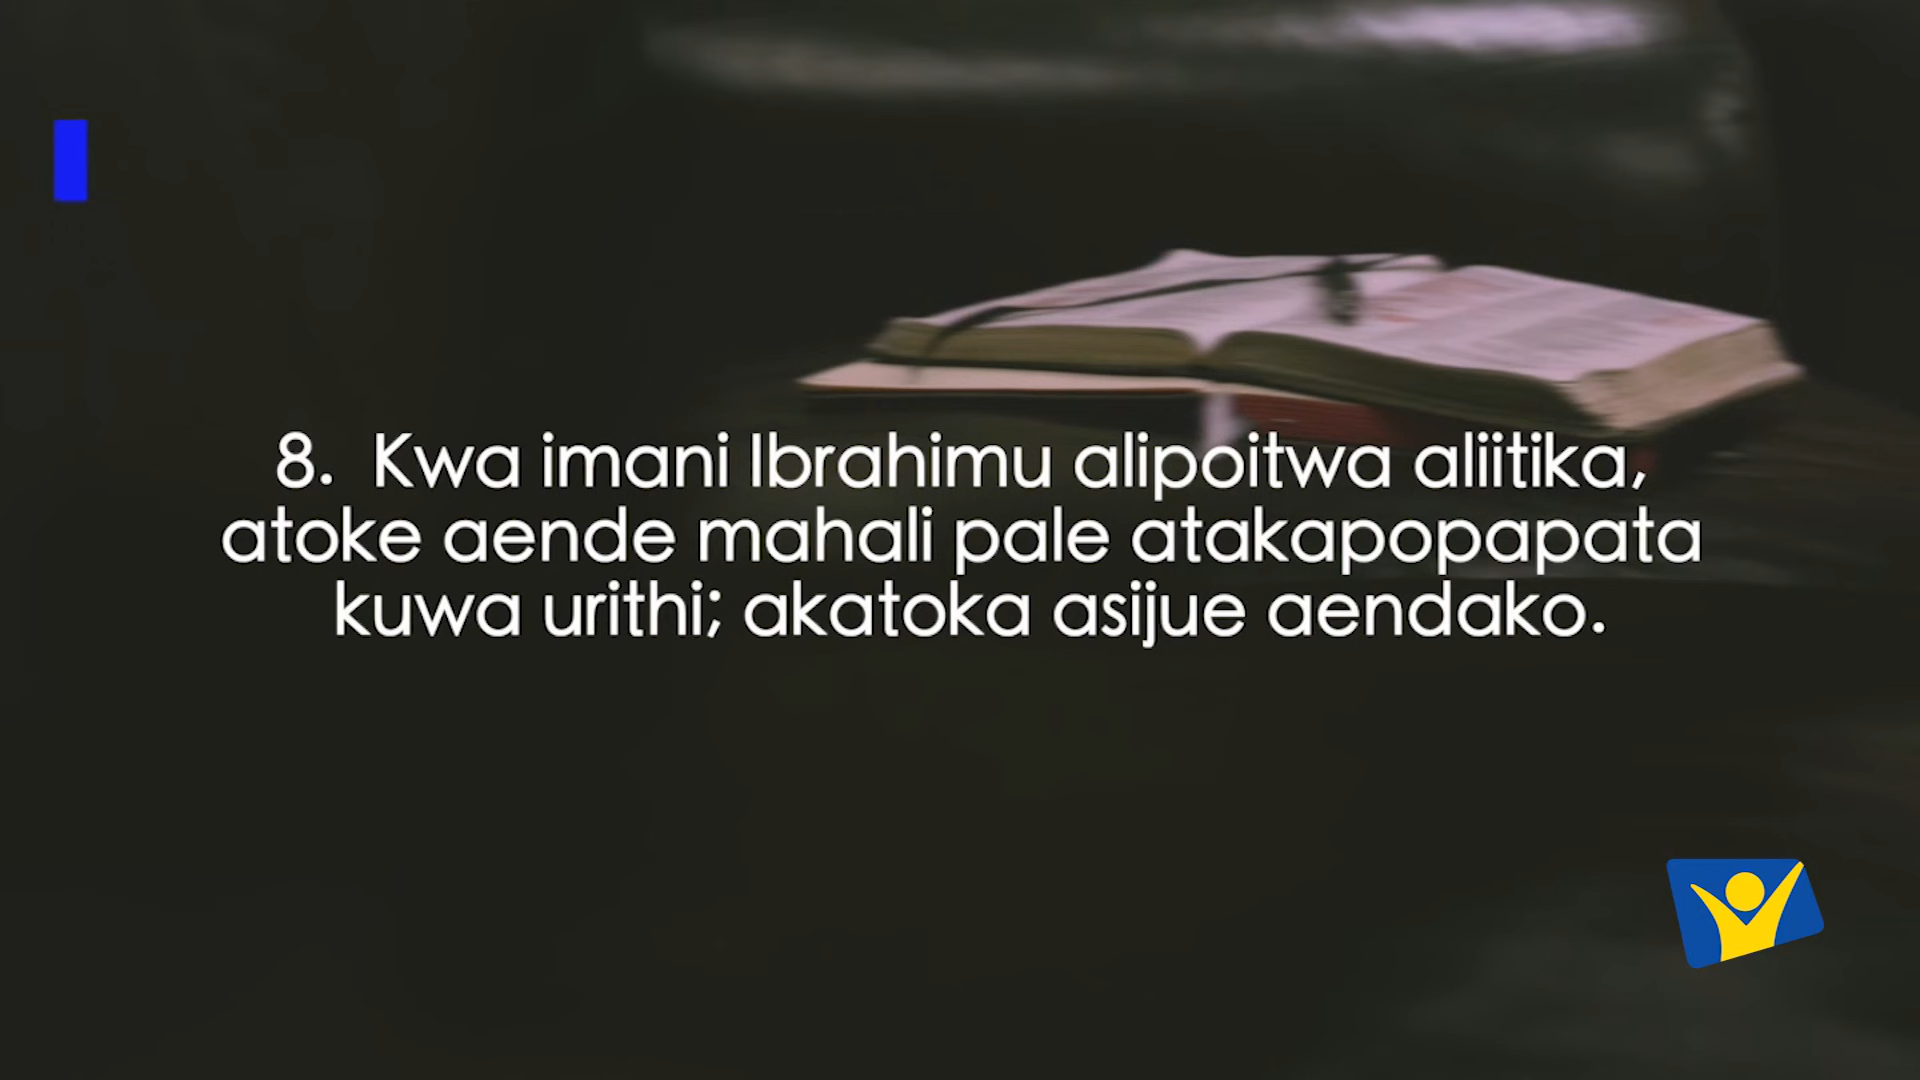 8. Kwa imani Ibrahimu alipoitwa aliitika,
atoke aende mahali pale atakapopapata
kuwa urithi; akatoka asijue aendako.